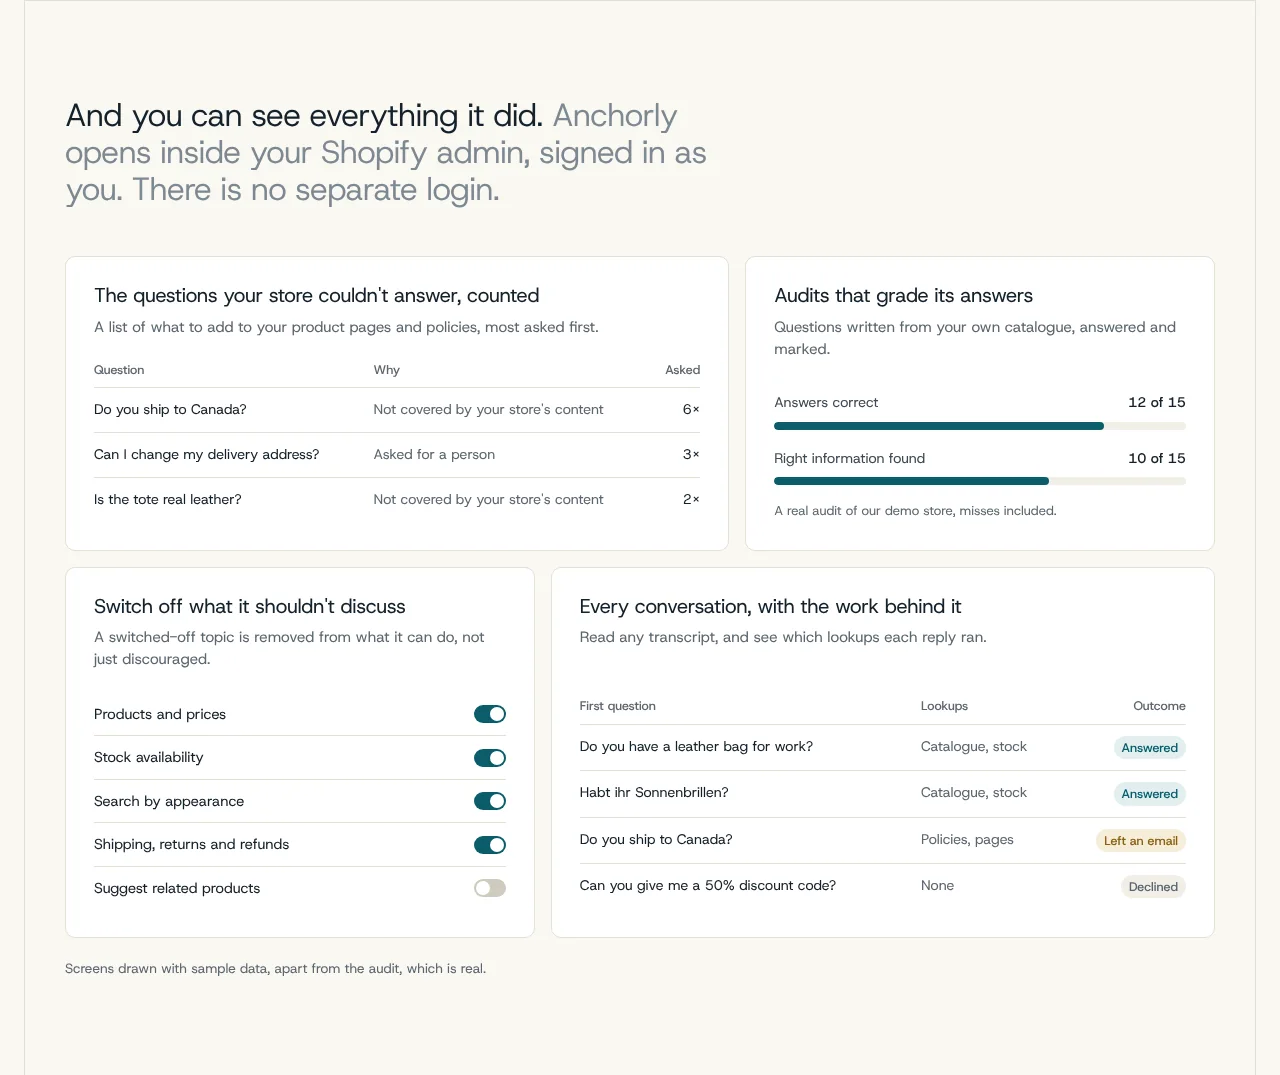 And you can see everything it did. Anchorly
opens inside your Shopify admin, signed in as
you. There is no separate login.
The questions your store couldn't answer, counted
A list of what to add to your product pages and policies, most asked first.
Question Why Asked
Do you ship to Canada? Not covered by your store's content 6×
Can I change my delivery address? Asked for a person 3×
Is the tote real leather? Not covered by your store's content 2×
Audits that grade its answers
Questions written from your own catalogue, answered and
marked.
Answers correct 12 of 15
Right information found 10 of 15
A real audit of our demo store, misses included.
Switch off what it shouldn't discuss
A switched-off topic is removed from what it can do, not
just discouraged.
Products and prices
Stock availability
Search by appearance
Shipping, returns and refunds
Suggest related products
Every conversation, with the work behind it
Read any transcript, and see which lookups each reply ran.
First question Lookups Outcome
Do you have a leather bag for work? Catalogue, stock Answered
Habt ihr Sonnenbrillen? Catalogue, stock Answered
Do you ship to Canada? Policies, pages Left an email
Can you give me a 50% discount code? None Declined
Screens drawn with sample data, apart from the audit, which is real.